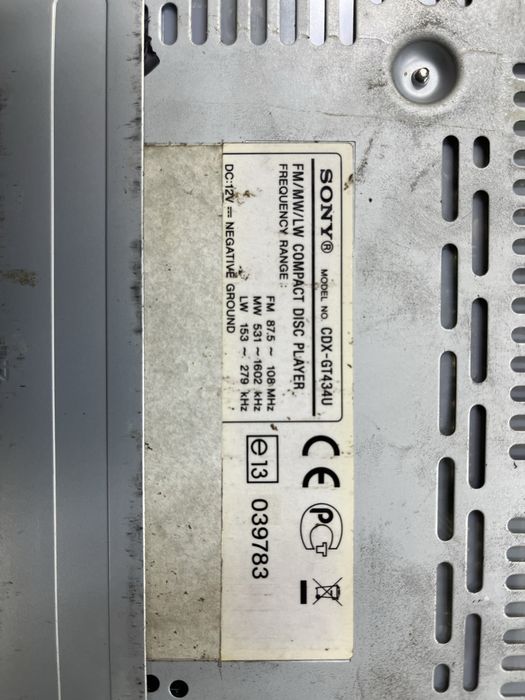 SONY® MODEL NO. CDX-GT434U
FM/MW/LW COMPACT DISC PLAYER
FREQUENCY RANGE :
FM 87.5 ~ 108 MHz
MW 531 ~ 1602 kHz
LW 153 ~ 279 kHz
DC:12V ⎓ NEGATIVE GROUND
CE PCT
e13 039783